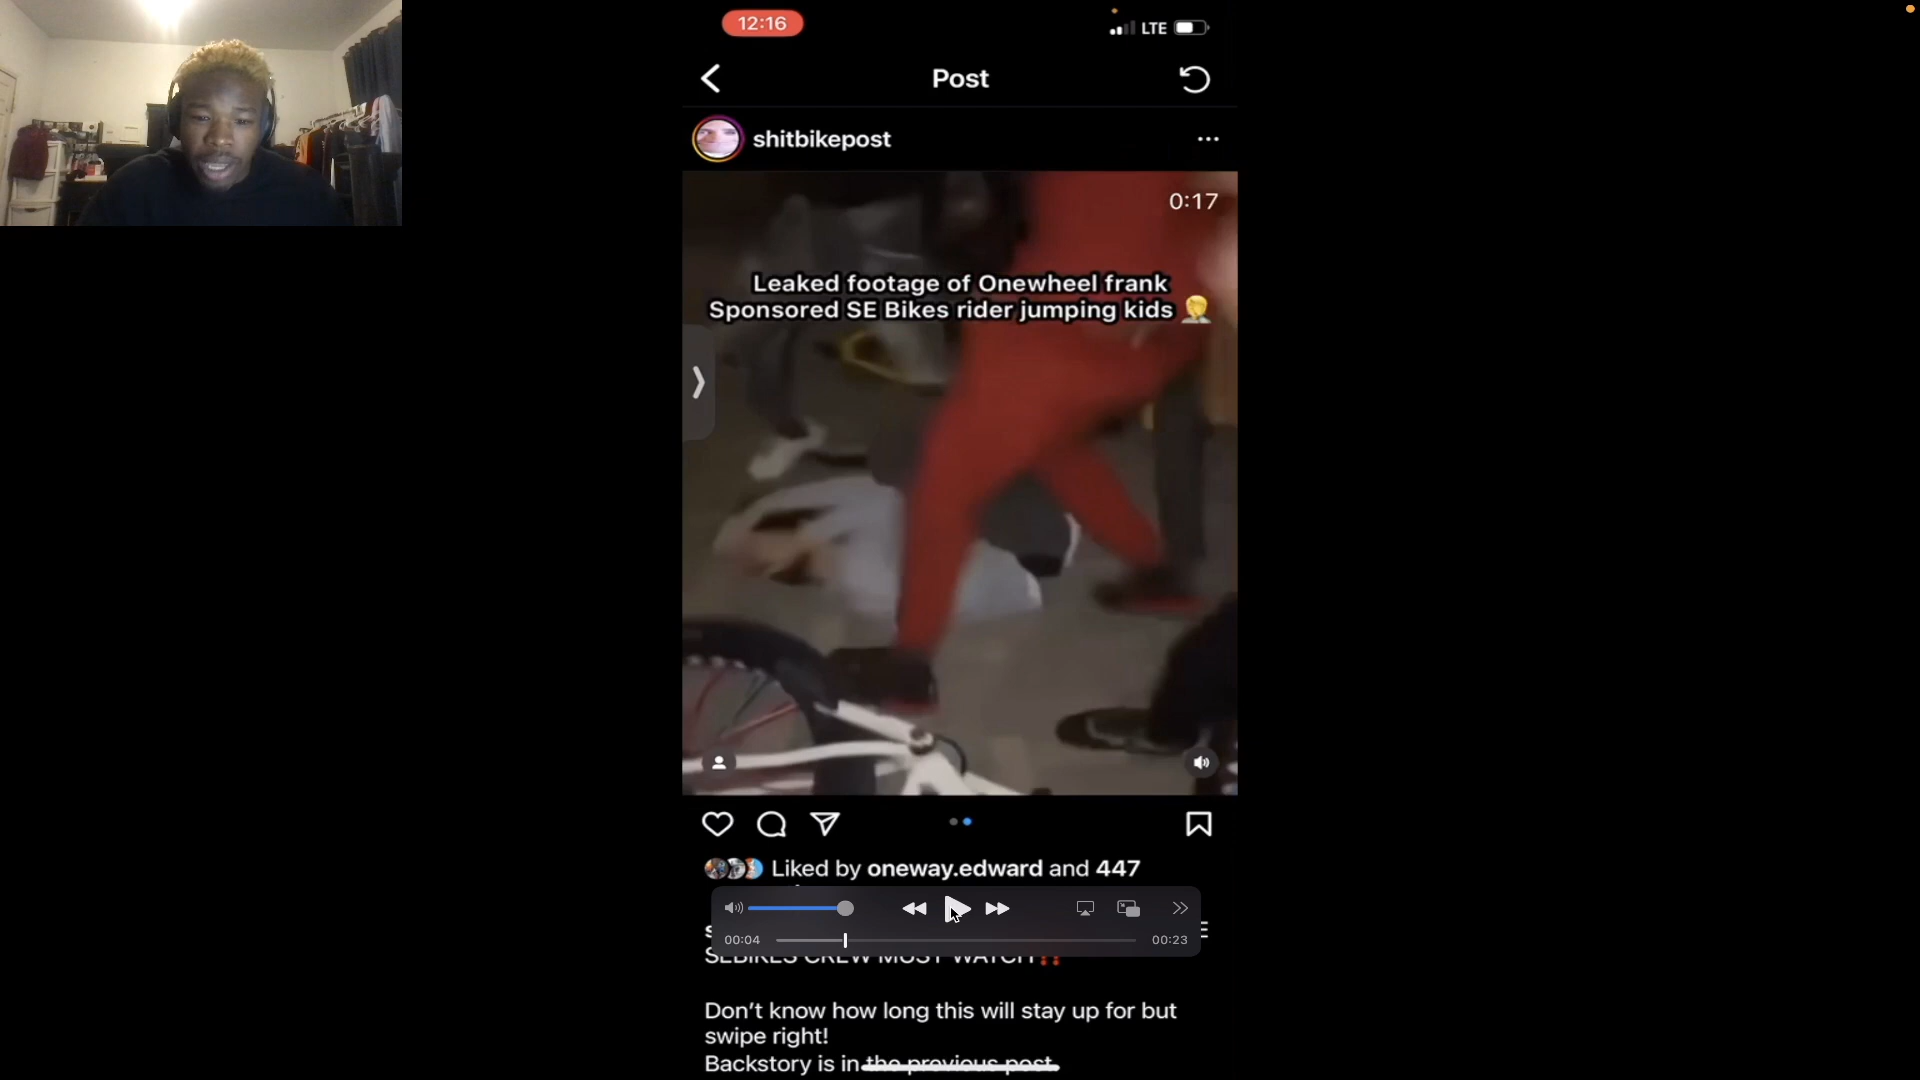 12:16
LTE
Post
shitbikepost
0:17
Leaked footage of Onewheel frank
Sponsored SE Bikes rider jumping kids 🤦
Liked by oneway.edward and 447
00:04
00:23
SEBIKES CREW MUST WATCH‼️
Don't know how long this will stay up for but
swipe right!
Backstory is in the previous post